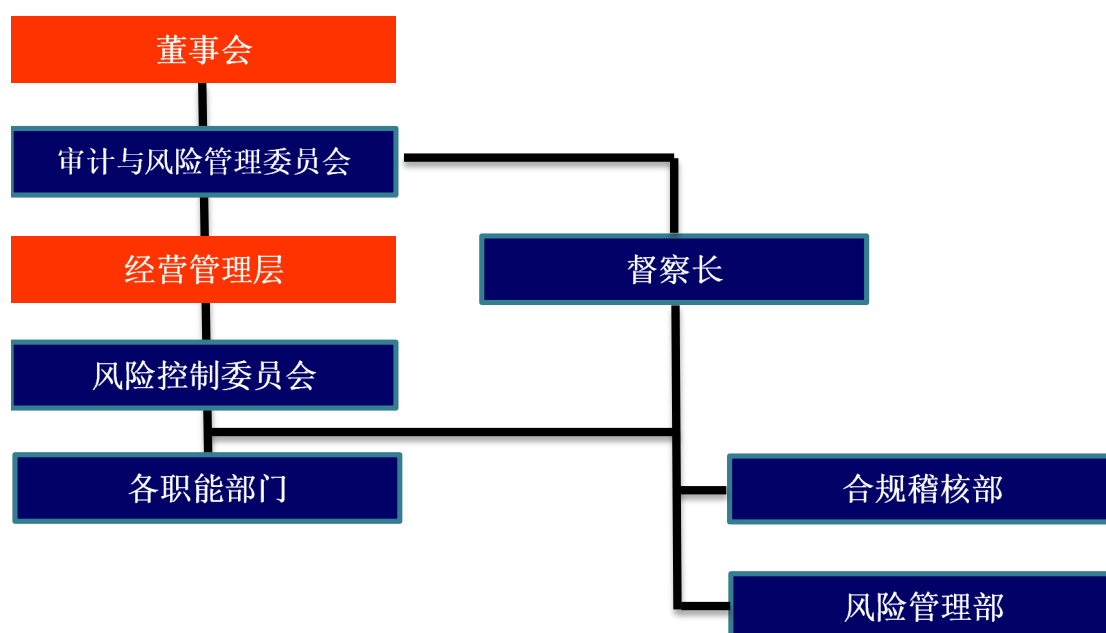 董事会
审计与风险管理委员会
经营管理层
督察长
风险控制委员会
各职能部门
合规稽核部
风险管理部